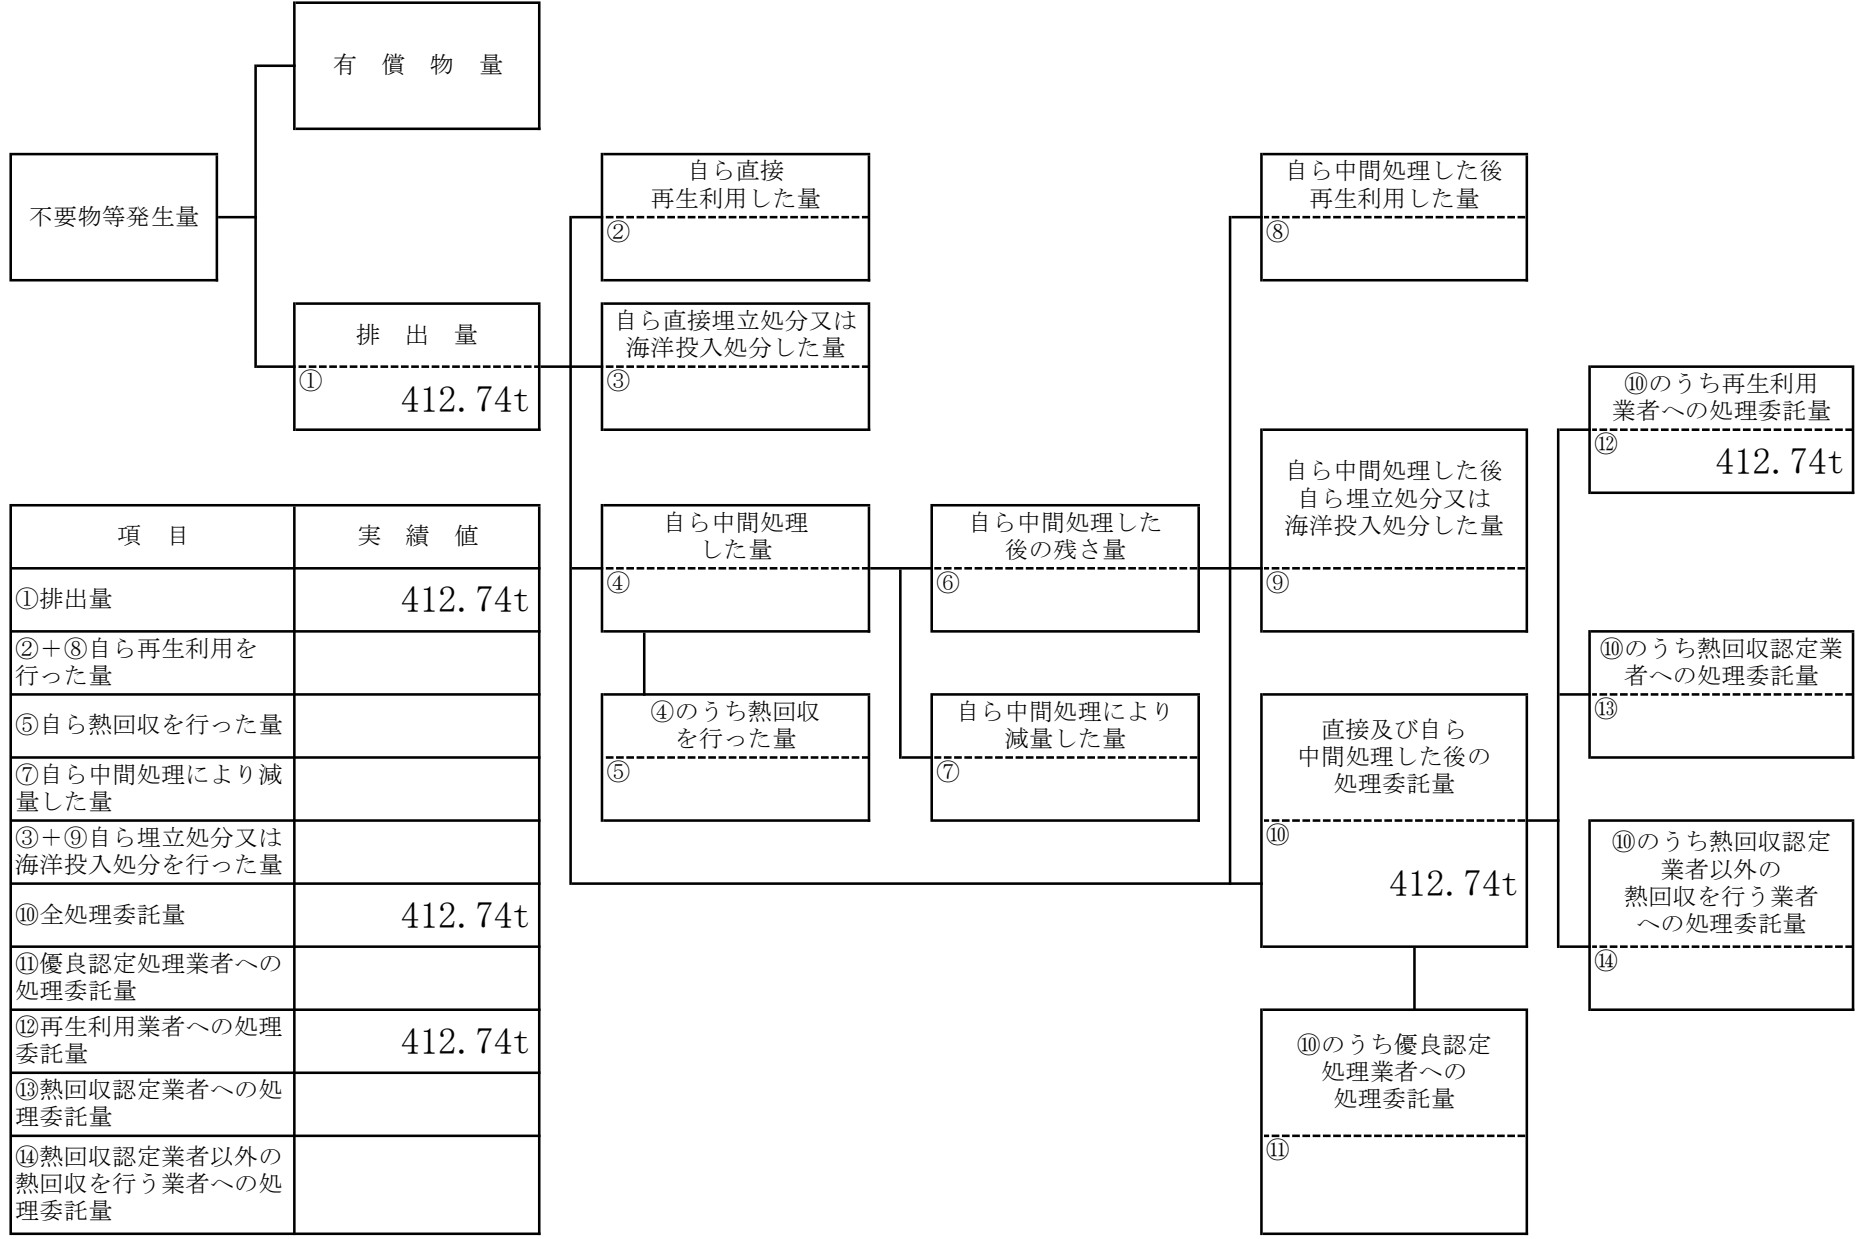 有 償 物 量
不要物等発生量
排 出 量
①
412.74t
自ら直接
再生利用した量
②
自ら直接埋立処分又は
海洋投入処分した量
③
自ら中間処理
した量
④
④のうち熱回収
を行った量
⑤
自ら中間処理した
後の残さ量
⑥
自ら中間処理により
減量した量
⑦
自ら中間処理した後
再生利用した量
⑧
自ら中間処理した後
自ら埋立処分又は
海洋投入処分した量
⑨
直接及び自ら
中間処理した後の
処理委託量
⑩
412.74t
⑩のうち優良認定
処理業者への
処理委託量
⑪
⑩のうち再生利用
業者への処理委託量
⑫
412.74t
⑩のうち熱回収認定業
者への処理委託量
⑬
⑩のうち熱回収認定
業者以外の
熱回収を行う業者
への処理委託量
⑭
項 目 実 績 値
①排出量 412.74t
②+⑧自ら再生利用を
行った量
⑤自ら熱回収を行った量
⑦自ら中間処理により減
量した量
③+⑨自ら埋立処分又は
海洋投入処分を行った量
⑩全処理委託量 412.74t
⑪優良認定処理業者への
処理委託量
⑫再生利用業者への処理
委託量 412.74t
⑬熱回収認定業者への処
理委託量
⑭熱回収認定業者以外の
熱回収を行う業者への処
理委託量